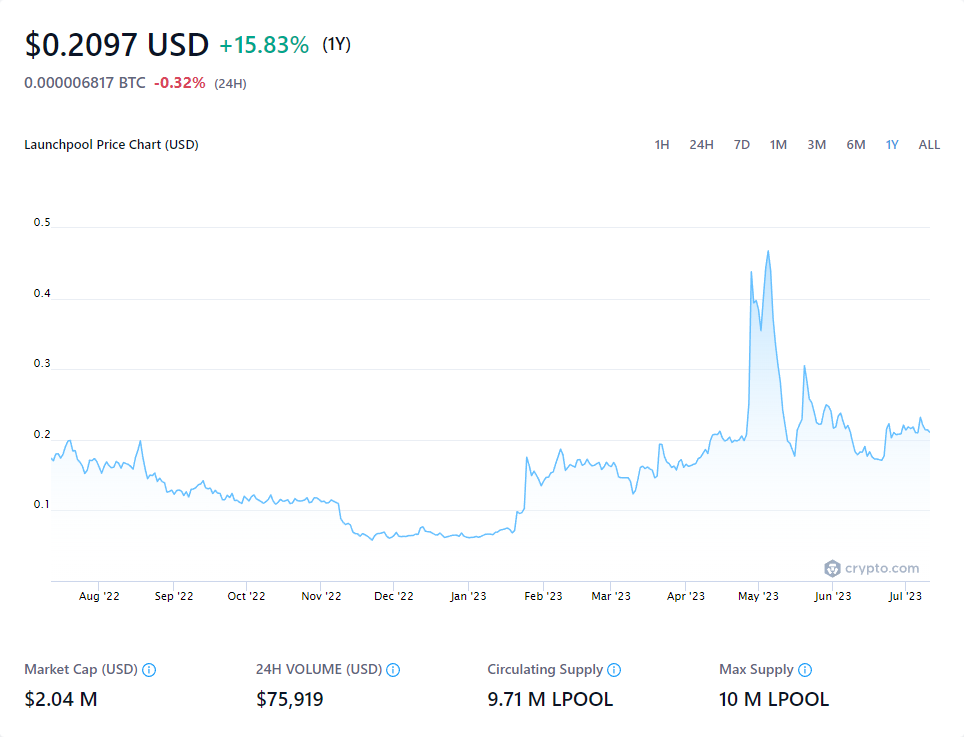 $0.2097 USD +15.83% (1Y)
0.000006817 BTC -0.32% (24H)
Launchpool Price Chart (USD) 1H 24H 7D 1M 3M 6M 1Y ALL
0.5
0.4
0.3
0.2
0.1
crypto.com
Aug '22 Sep '22 Oct '22 Nov '22 Dec '22 Jan '23 Feb '23 Mar '23 Apr '23 May '23 Jun '23 Jul '23
Market Cap (USD) 24H VOLUME (USD) Circulating Supply Max Supply
$2.04 M $75,919 9.71 M LPOOL 10 M LPOOL